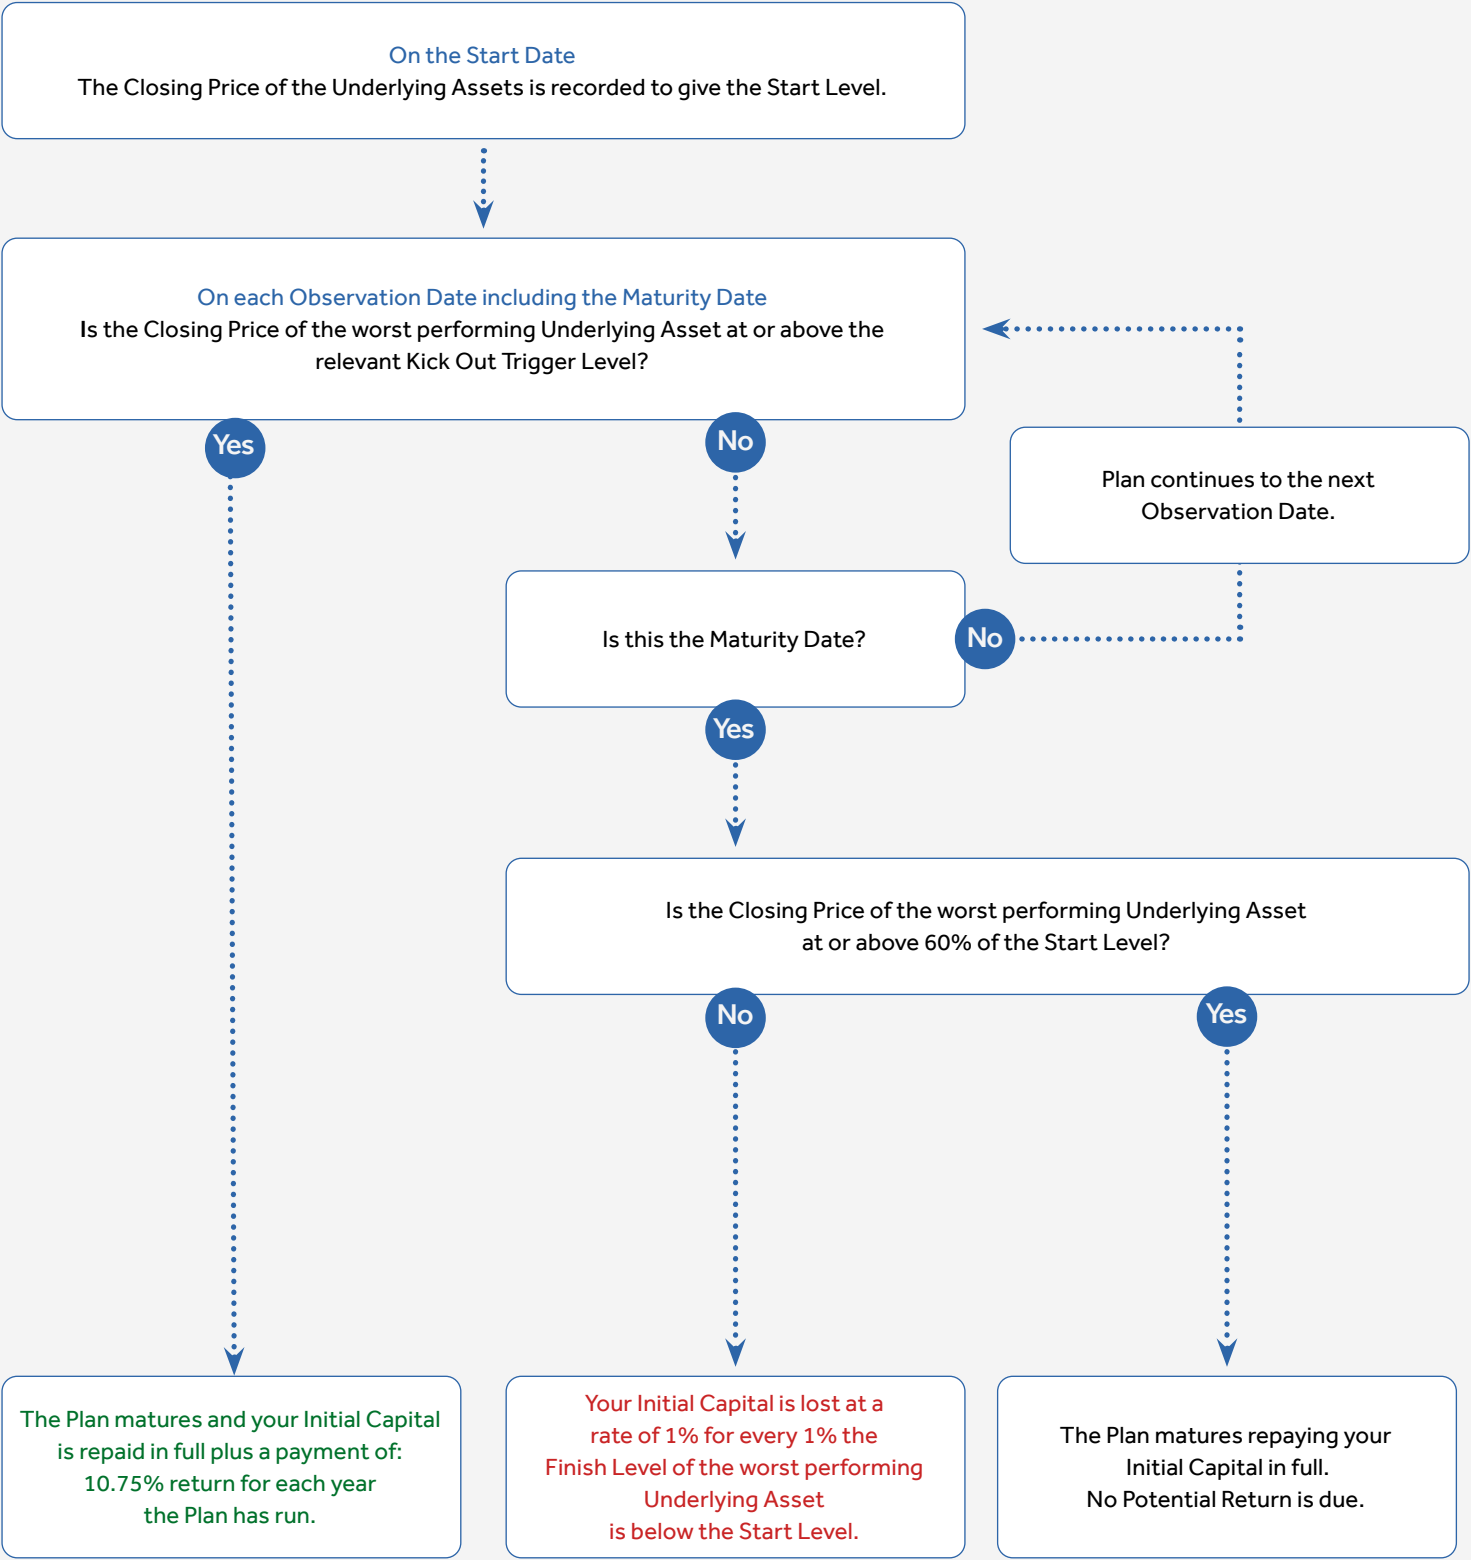 On the Start Date
The Closing Price of the Underlying Assets is recorded to give the Start Level.
On each Observation Date including the Maturity Date
Is the Closing Price of the worst performing Underlying Asset at or above the
relevant Kick Out Trigger Level?
Yes
No
Plan continues to the next
Observation Date.
Is this the Maturity Date?
No
Yes
Is the Closing Price of the worst performing Underlying Asset
at or above 60% of the Start Level?
No
Yes
The Plan matures and your Initial Capital
is repaid in full plus a payment of:
10.75% return for each year
the Plan has run.
Your Initial Capital is lost at a
rate of 1% for every 1% the
Finish Level of the worst performing
Underlying Asset
is below the Start Level.
The Plan matures repaying your
Initial Capital in full.
No Potential Return is due.